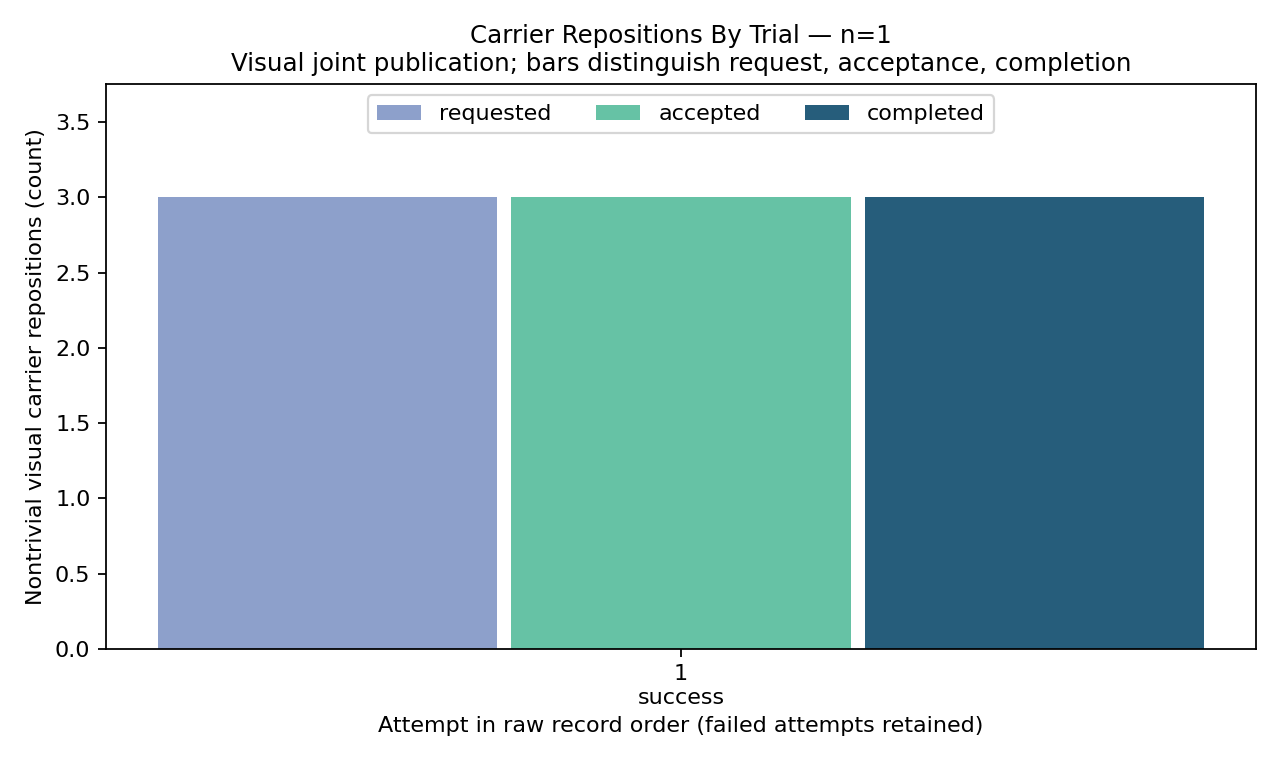 Carrier Repositions By Trial — n=1
Visual joint publication; bars distinguish request, acceptance, completion
requested
accepted
completed
Nontrivial visual carrier repositions (count)
3.5
3.0
2.5
2.0
1.5
1.0
0.5
0.0
1
success
Attempt in raw record order (failed attempts retained)